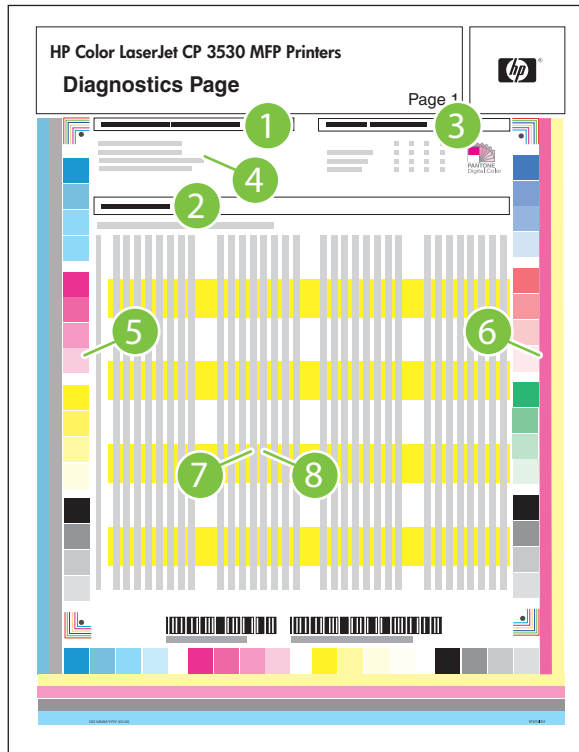 HP Color LaserJet CP 3530 MFP Printers
Diagnostics Page
Page 1
hp
1
3
4
PANTONE
Digital Color
2
5
6
7
8